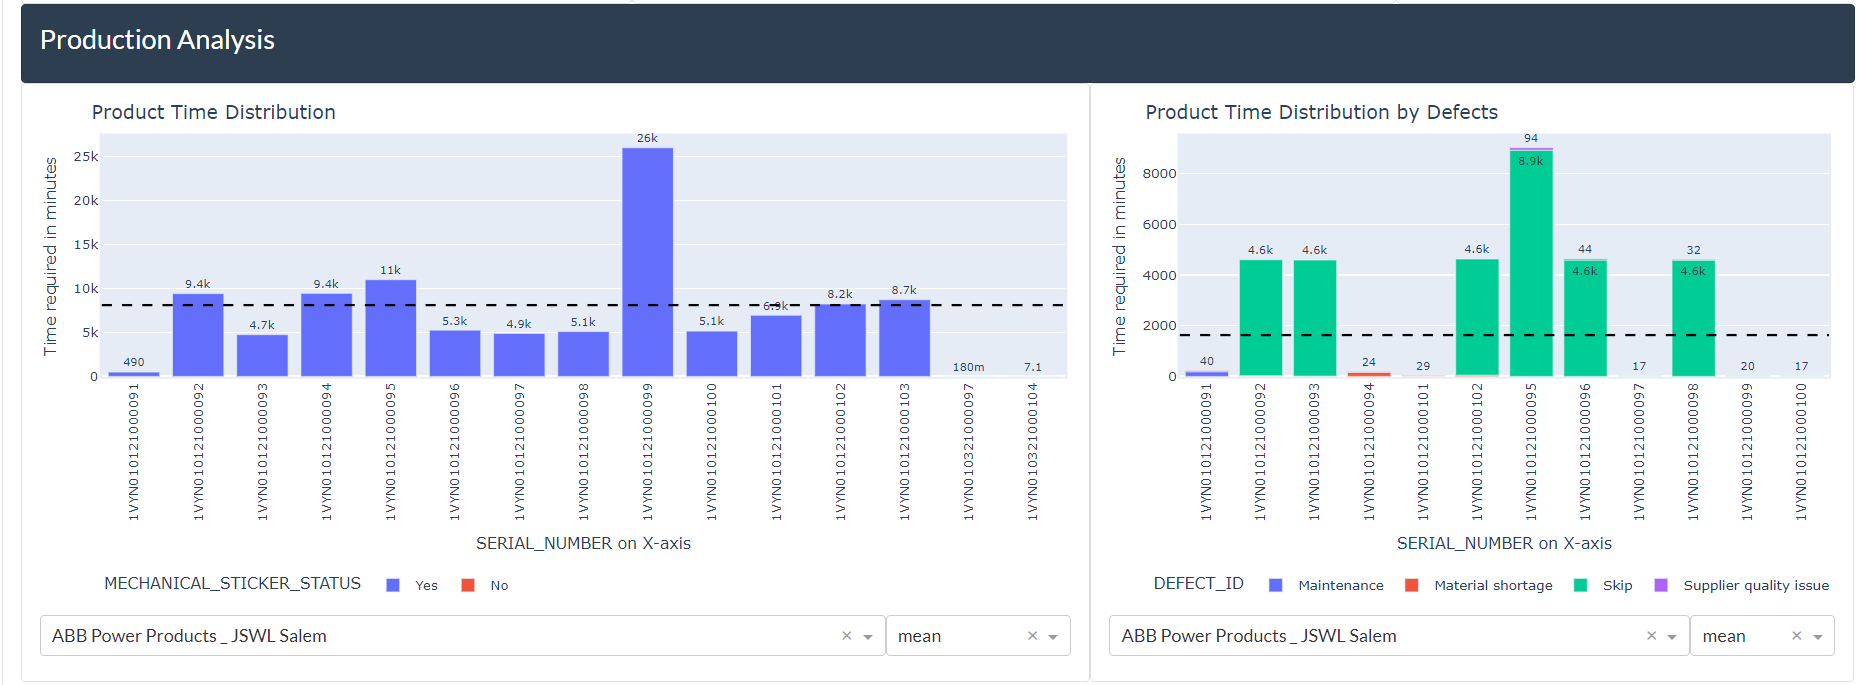 Production Analysis
Product Time Distribution
Time required in minutes
25k
20k
15k
10k
5k
0
490
9.4k
4.7k
9.4k
11k
5.3k
4.9k
5.1k
26k
5.1k
6.9k
8.2k
8.7k
180m
7.1
1VYN010121000091
1VYN010121000092
1VYN010121000093
1VYN010121000094
1VYN010121000095
1VYN010121000096
1VYN010121000097
1VYN010121000098
1VYN010121000099
1VYN010121000100
1VYN010121000101
1VYN010121000102
1VYN010121000103
1VYN010321000097
1VYN010321000104
SERIAL_NUMBER on X-axis
MECHANICAL_STICKER_STATUS Yes No
ABB Power Products _ JSWL Salem × mean ×
Product Time Distribution by Defects
Time required in minutes
8000
6000
4000
2000
0
40
4.6k
4.6k
24
29
4.6k
94
8.9k
44
4.6k
17
32
4.6k
20
17
1VYN010121000091
1VYN010121000092
1VYN010121000093
1VYN010121000094
1VYN010121000101
1VYN010121000102
1VYN010121000095
1VYN010121000096
1VYN010121000097
1VYN010121000098
1VYN010121000099
1VYN010121000100
SERIAL_NUMBER on X-axis
DEFECT_ID Maintenance Material shortage Skip Supplier quality issue
ABB Power Products _ JSWL Salem × mean ×